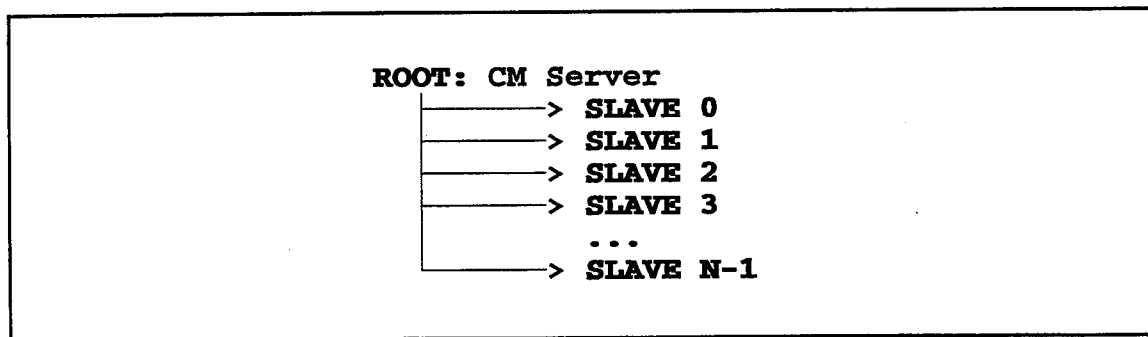 ROOT: CM Server
> SLAVE 0
> SLAVE 1
> SLAVE 2
> SLAVE 3
...
> SLAVE N-1